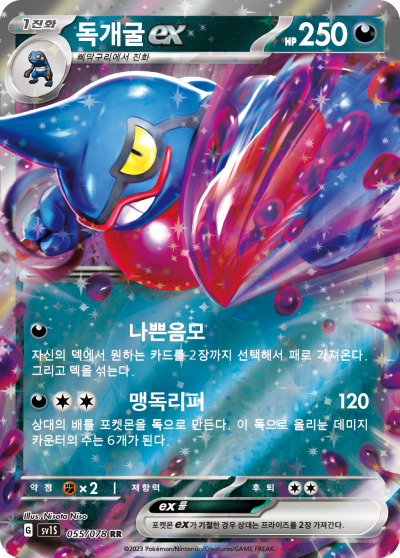 1진화
독개굴 ex
HP 250
삐딱구리에서 진화
나쁜음모
자신의 덱에서 원하는 카드를 2장까지 선택해서 패로 가져온다.
그리고 덱을 섞는다.
맹독리퍼 120
상대의 배틀 포켓몬을 독으로 만든다. 이 독으로 올리는 데미지
카운터의 수는 6개가 된다.
약점 ×2 저항력 후퇴
Illus. Nisota Niso
G sv1S 055/078 RR
ex 룰
포켓몬 ex가 기절한 경우 상대는 프라이즈를 2장 가져간다.
©2023 Pokémon/Nintendo/Creatures/GAME FREAK.